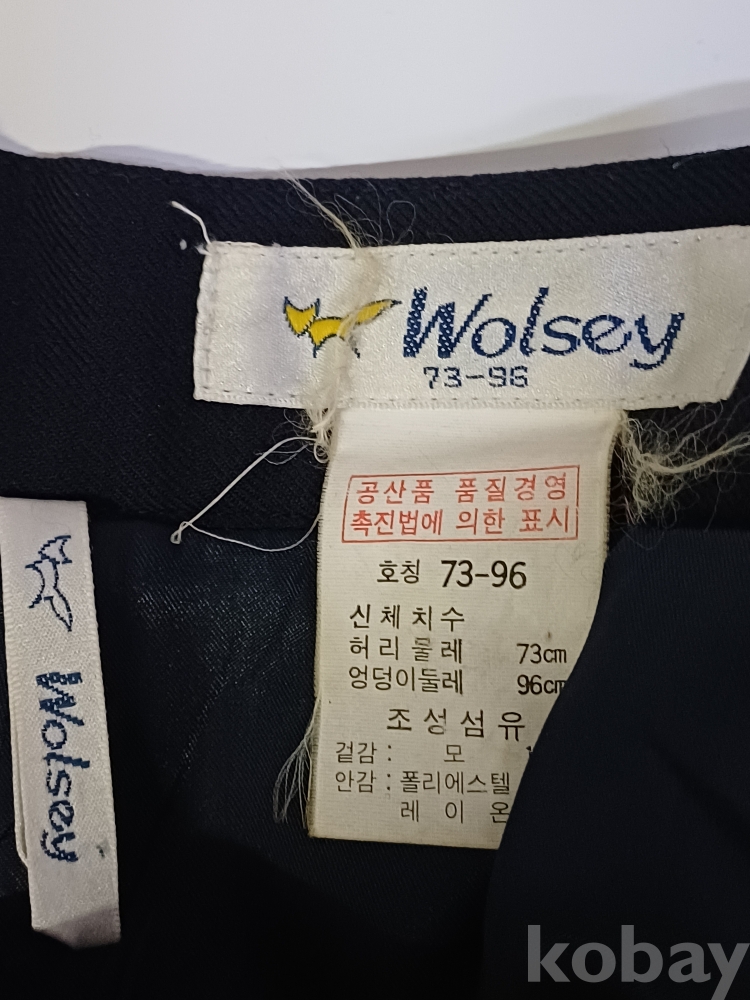 Wolsey
73-96
공산품 품질경영
촉진법에 의한 표시
호칭 73-96
신체치수
허리둘레 73cm
엉덩이둘레 96cm
조성섬유
겉감 : 모
안감 : 폴리에스텔
레이온
Wolsey
kobay